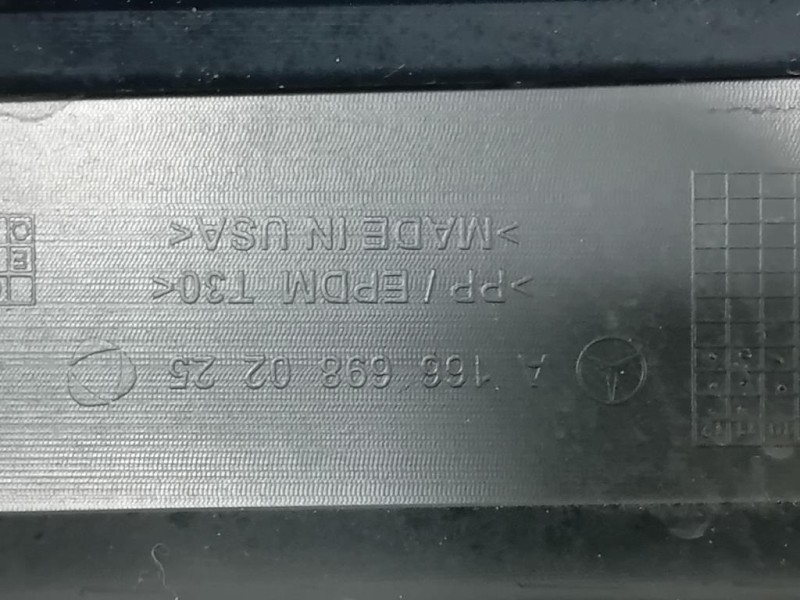 A 166 698 02 25
>PP / EPDM T30<
>MADE IN USA<